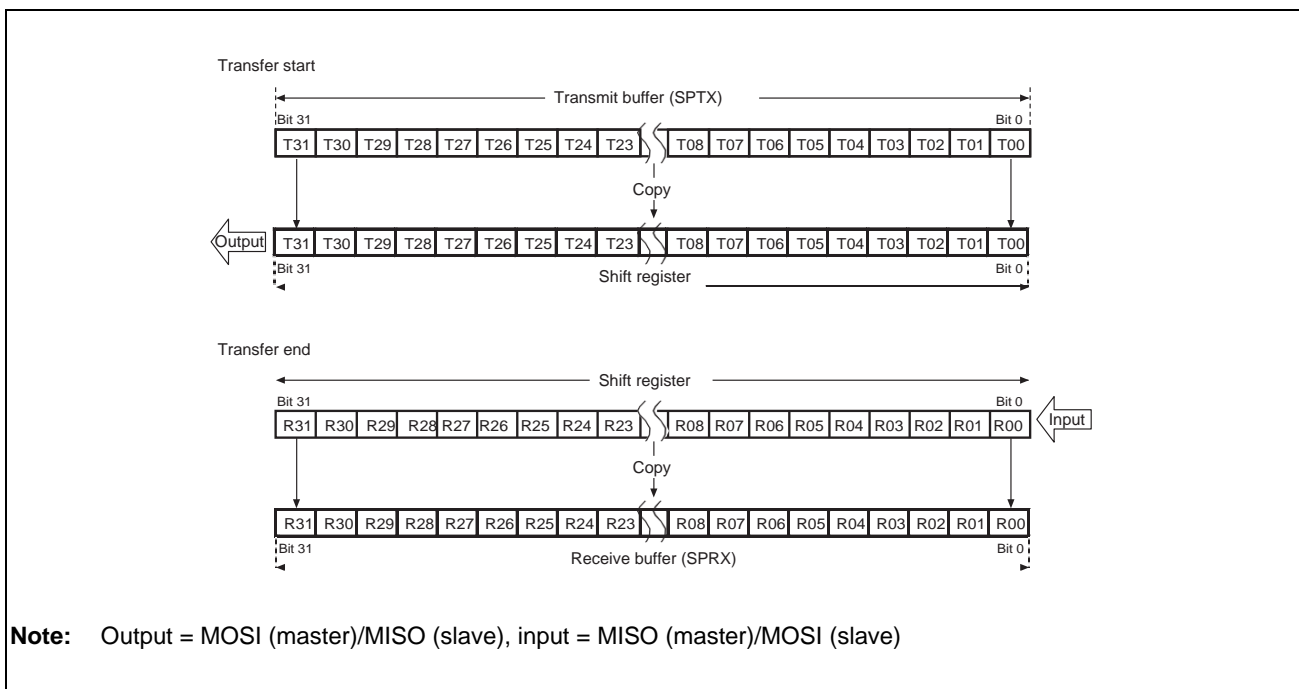 Transfer start
Transmit buffer (SPTX)
Bit 31 Bit 0
T31 T30 T29 T28 T27 T26 T25 T24 T23 T08 T07 T06 T05 T04 T03 T02 T01 T00
Copy
Output T31 T30 T29 T28 T27 T26 T25 T24 T23 T08 T07 T06 T05 T04 T03 T02 T01 T00
Bit 31 Bit 0
Shift register
Transfer end
Shift register
Bit 31 Bit 0
R31 R30 R29 R28 R27 R26 R25 R24 R23 R08 R07 R06 R05 R04 R03 R02 R01 R00 Input
Copy
R31 R30 R29 R28 R27 R26 R25 R24 R23 R08 R07 R06 R05 R04 R03 R02 R01 R00
Bit 31 Bit 0
Receive buffer (SPRX)
Note: Output = MOSI (master)/MISO (slave), input = MISO (master)/MOSI (slave)